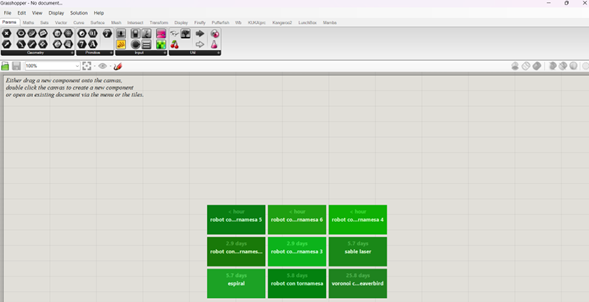 Grasshopper - No document...
File Edit View Display Solution Help
Params Maths Sets Vector Curve Surface Mesh Intersect Transform Display Firefly Pufferfish Wb KUKA|prc Kangaroo2 LunchBox Weaverbird
Geometry Primitive Input Util
100%
Either drag a new component onto the canvas,
double click the canvas to create a new component
or open an existing document via the menu or the tiles.
< hour < hour < hour
robot co...rnamesa 5 robot co...rnamesa 6 robot co...rnamesa 4
2.9 days 2.9 days 5.7 days
robot con...rnames... robot co...rnamesa 3 sable laser
5.7 days 5.8 days 23.8 days
espiral robot con tornamesa voronoi c...eaverbird